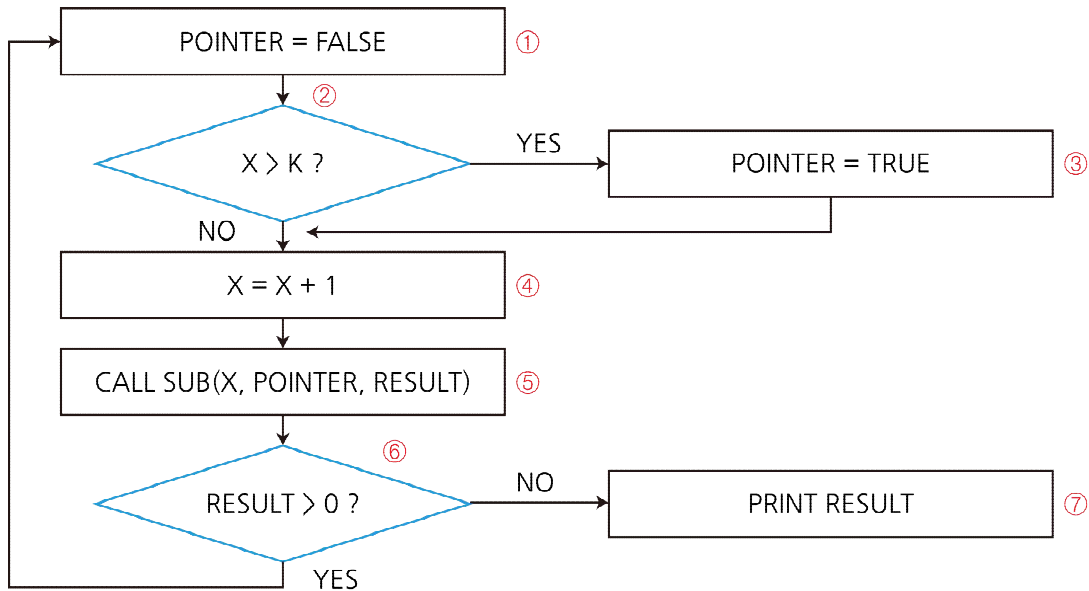 POINTER = FALSE
①
②
X > K ?
YES
POINTER = TRUE
③
NO
X = X + 1
④
CALL SUB(X, POINTER, RESULT)
⑤
⑥
RESULT > 0 ?
NO
PRINT RESULT
⑦
YES